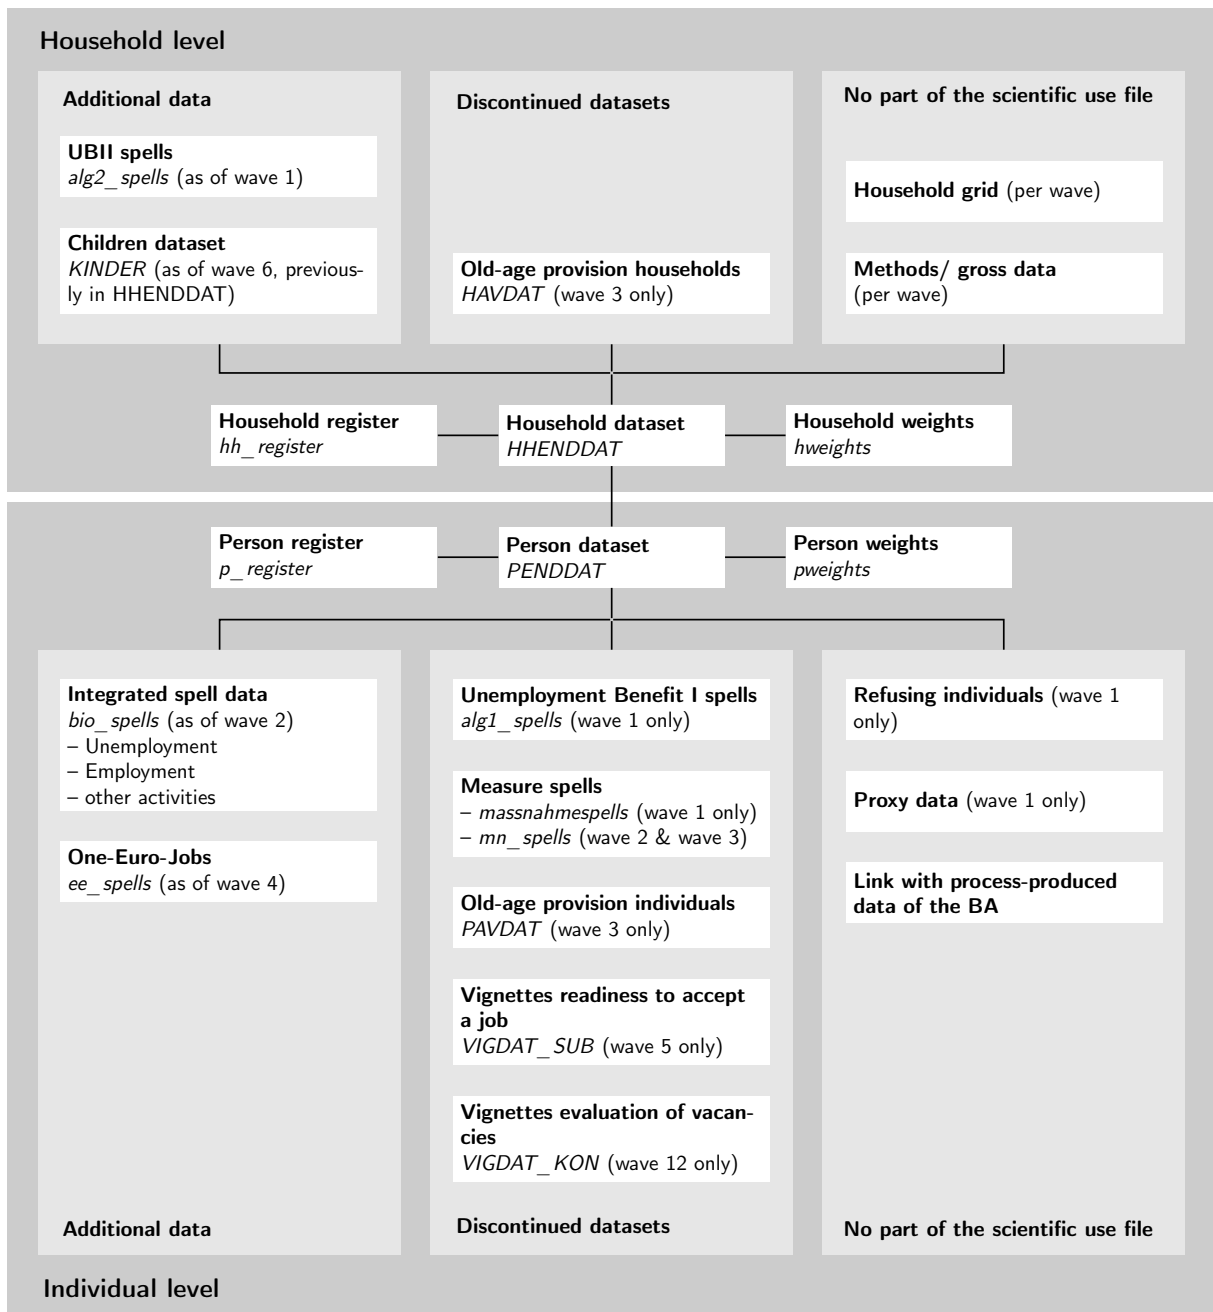 Household level
Additional data
UBII spells
alg2_spells (as of wave 1)
Children dataset
KINDER (as of wave 6, previous-
ly in HHENDDAT)
Discontinued datasets
Old-age provision households
HAVDAT (wave 3 only)
No part of the scientific use file
Household grid (per wave)
Methods/ gross data
(per wave)
Household register
hh_register
Household dataset
HHENDDAT
Household weights
hweights
Person register
p_register
Person dataset
PENDDAT
Person weights
pweights
Integrated spell data
bio_spells (as of wave 2)
– Unemployment
– Employment
– other activities
One-Euro-Jobs
ee_spells (as of wave 4)
Additional data
Unemployment Benefit I spells
alg1_spells (wave 1 only)
Measure spells
– massnahmespells (wave 1 only)
– mn_spells (wave 2 & wave 3)
Old-age provision individuals
PAVDAT (wave 3 only)
Vignettes readiness to accept
a job
VIGDAT_SUB (wave 5 only)
Vignettes evaluation of vacan-
cies
VIGDAT_KON (wave 12 only)
Discontinued datasets
Refusing individuals (wave 1
only)
Proxy data (wave 1 only)
Link with process-produced
data of the BA
No part of the scientific use file
Individual level